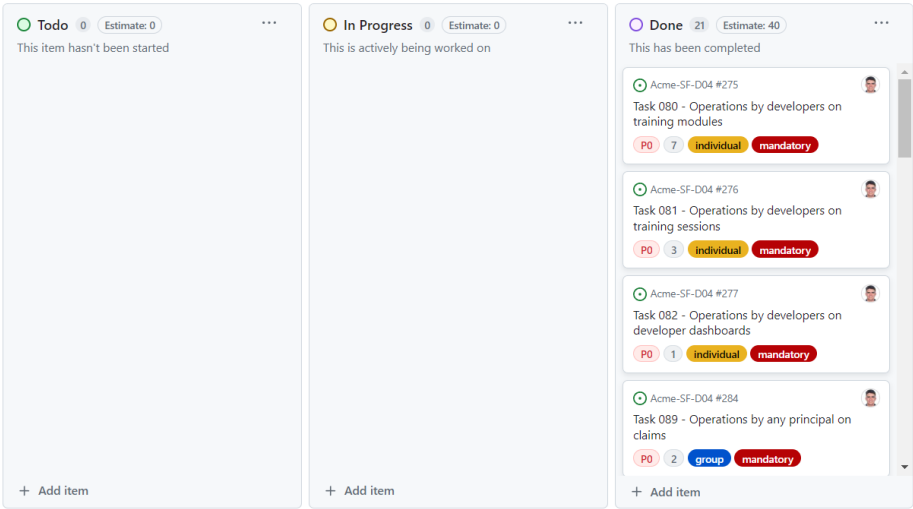 Todo 0 Estimate: 0
This item hasn't been started
Add item
In Progress 0 Estimate: 0
This is actively being worked on
Add item
Done 21 Estimate: 40
This has been completed
Acme-SF-D04 #275
Task 080 - Operations by developers on
training modules
P0 7 individual mandatory
Acme-SF-D04 #276
Task 081 - Operations by developers on
training sessions
P0 3 individual mandatory
Acme-SF-D04 #277
Task 082 - Operations by developers on
developer dashboards
P0 1 individual mandatory
Acme-SF-D04 #284
Task 089 - Operations by any principal on
claims
P0 2 group mandatory
Add item